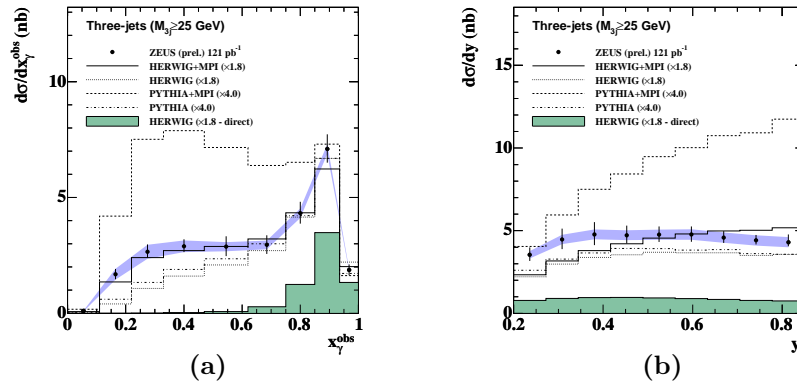 Three-jets (M3j≥25 GeV)
ZEUS (prel.) 121 pb-1
HERWIG+MPI (×1.8)
HERWIG (×1.8)
PYTHIA+MPI (×4.0)
PYTHIA (×4.0)
HERWIG (×1.8 - direct)
dσ/dxγobs (nb)
10
5
0
0 0.2 0.4 0.6 0.8 1
xγobs
(a)
Three-jets (M3j≥25 GeV)
ZEUS (prel.) 121 pb-1
HERWIG+MPI (×1.8)
HERWIG (×1.8)
PYTHIA+MPI (×4.0)
PYTHIA (×4.0)
HERWIG (×1.8 - direct)
dσ/dy (nb)
15
10
5
0
0.2 0.4 0.6 0.8
y
(b)